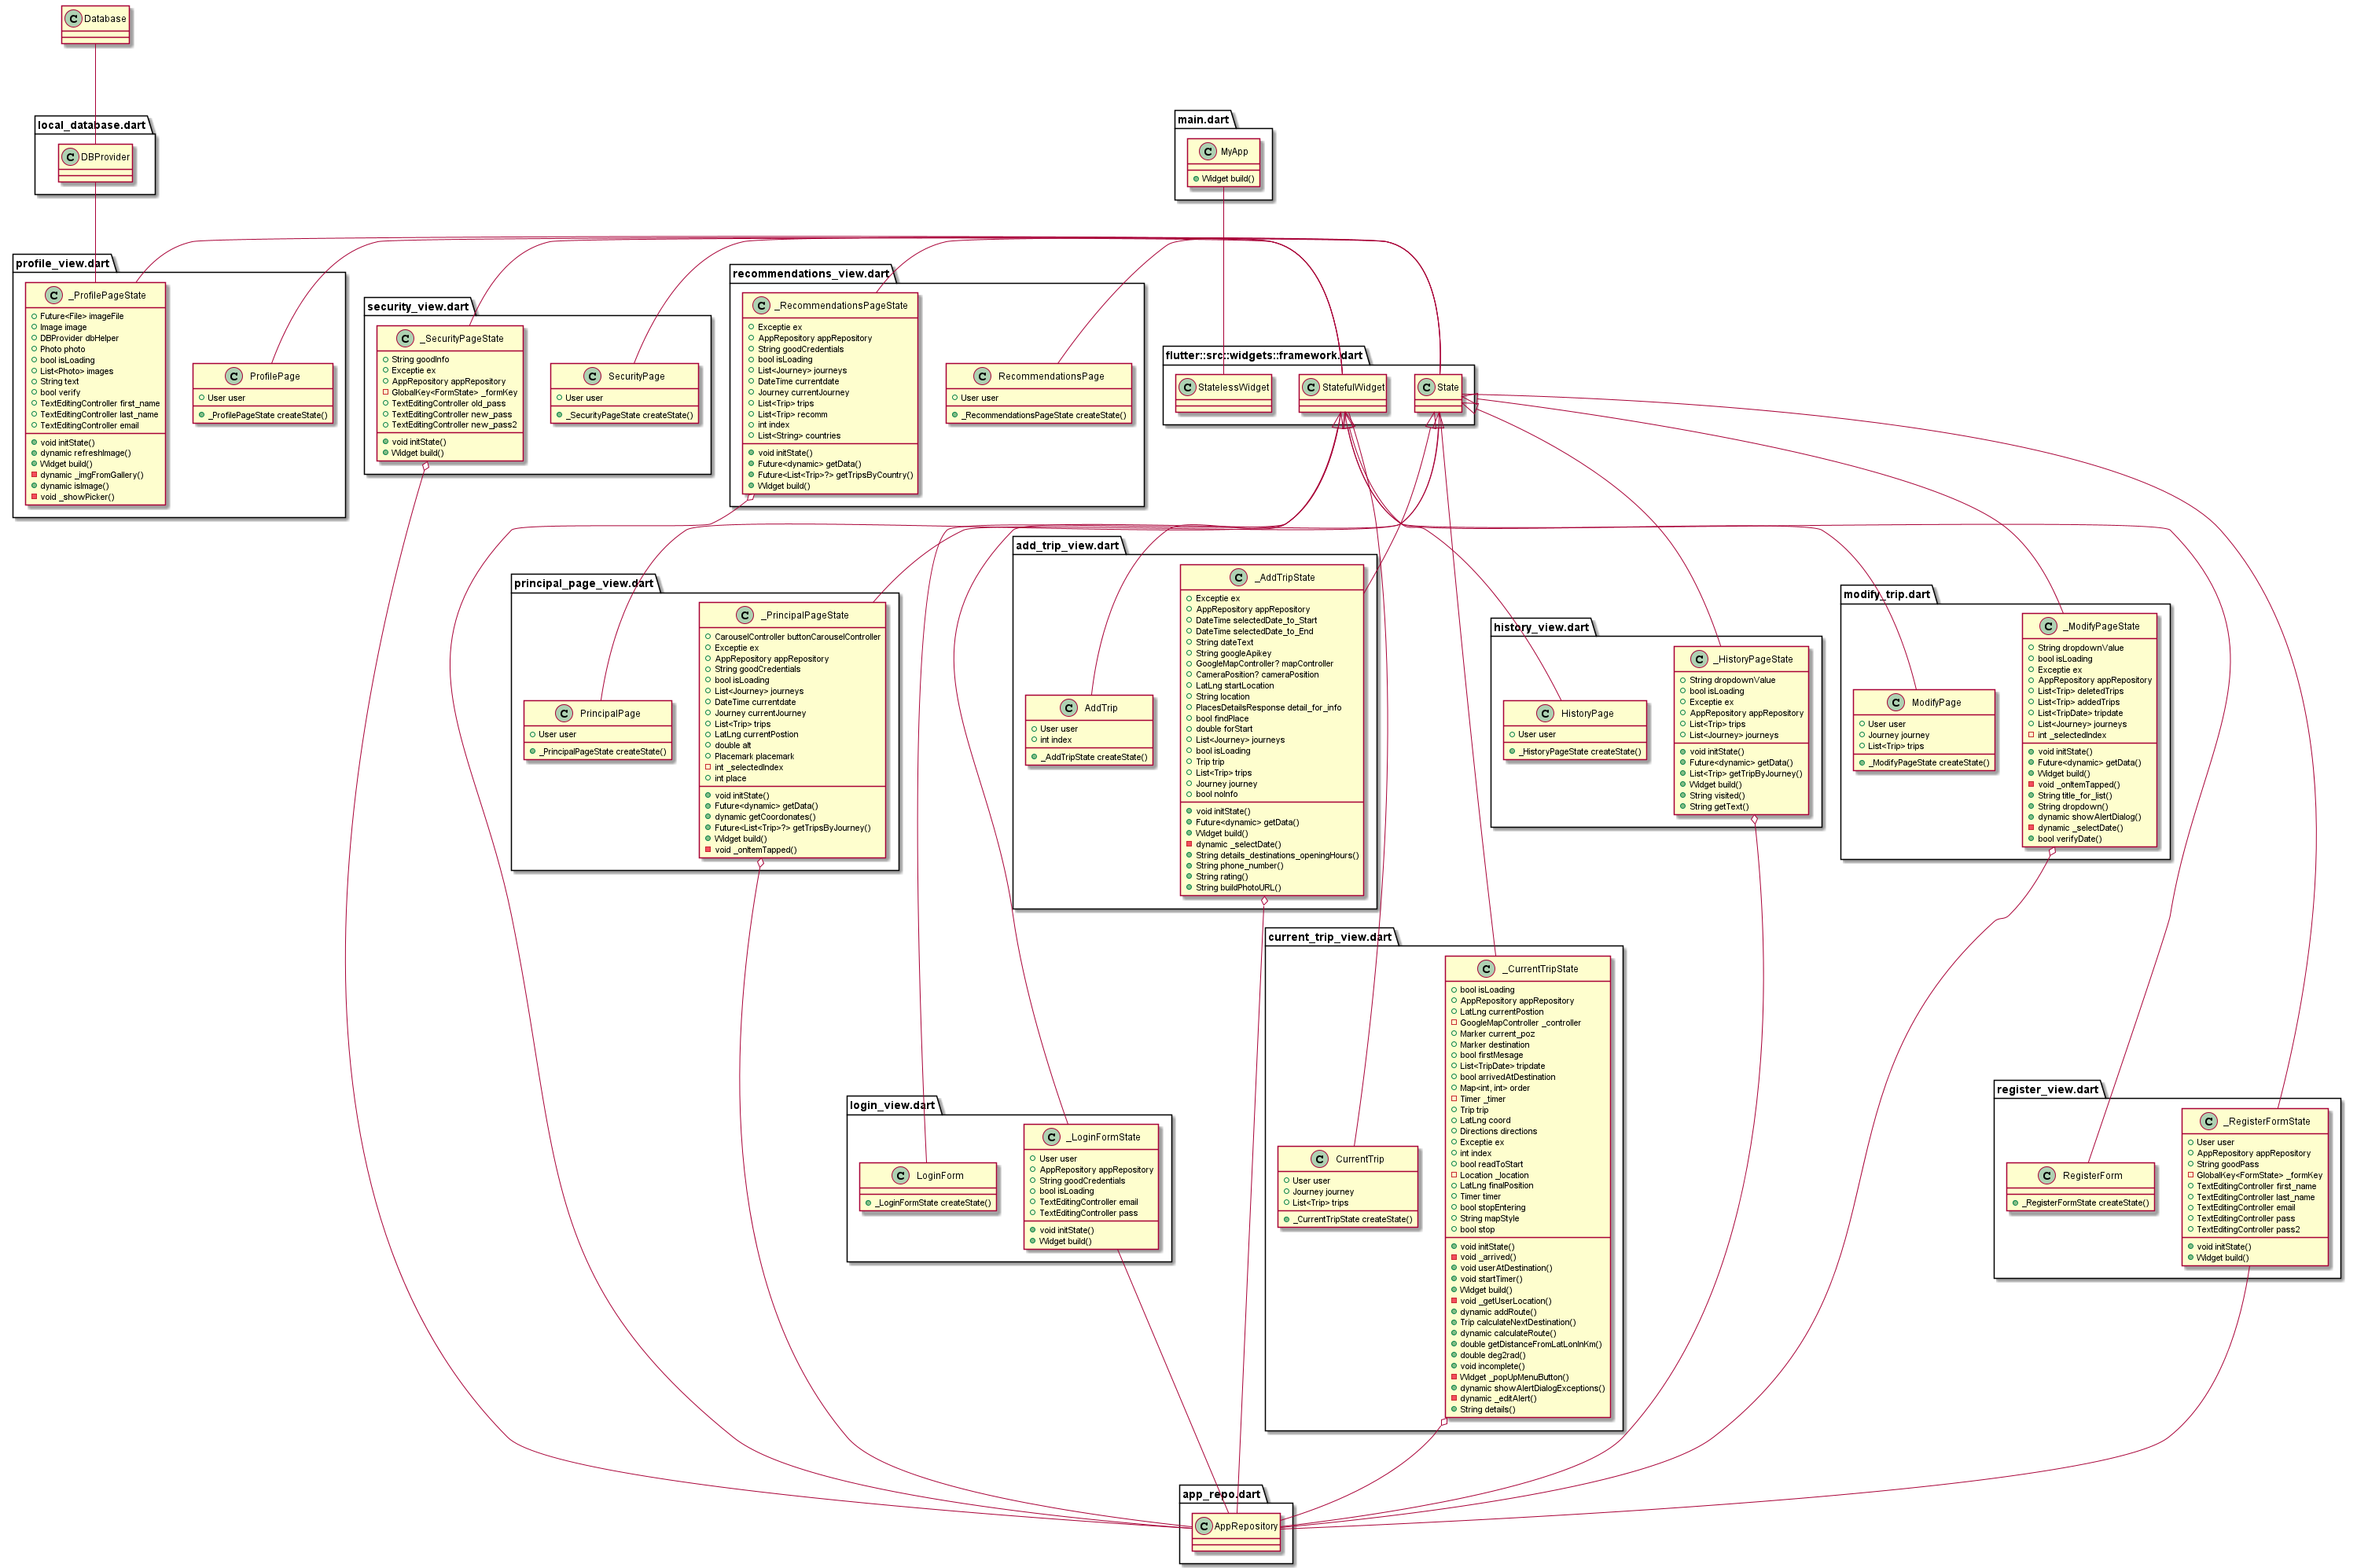 Database
local_database.dart
DBProvider
main.dart
MyApp
Widget build()
profile_view.dart
_ProfilePageState
Future<File> imageFile
Image image
DBProvider dbHelper
Photo photo
bool isLoading
List<Photo> images
String text
bool verify
TextEditingController first_name
TextEditingController last_name
TextEditingController email
void initState()
dynamic refreshImage()
Widget build()
dynamic _imgFromGallery()
dynamic isImage()
void _showPicker()
ProfilePage
User user
_ProfilePageState createState()
security_view.dart
_SecurityPageState
String goodInfo
Exceptie ex
AppRepository appRepository
GlobalKey<FormState> _formKey
TextEditingController old_pass
TextEditingController new_pass
TextEditingController new_pass2
void initState()
Widget build()
SecurityPage
User user
_SecurityPageState createState()
recommendations_view.dart
_RecommendationsPageState
Exceptie ex
AppRepository appRepository
String goodCredentials
bool isLoading
List<Journey> journeys
DateTime currentdate
Journey currentJourney
List<Trip> trips
List<Trip> recomm
int index
List<String> countries
void initState()
Future<dynamic> getData()
Future<List<Trip>?> getTripsByCountry()
Widget build()
RecommendationsPage
User user
_RecommendationsPageState createState()
flutter::src::widgets::framework.dart
StatelessWidget
StatefulWidget
State
principal_page_view.dart
PrincipalPage
User user
_PrincipalPageState createState()
_PrincipalPageState
CarouselController buttonCarouselController
Exceptie ex
AppRepository appRepository
String goodCredentials
bool isLoading
List<Journey> journeys
DateTime currentdate
Journey currentJourney
List<Trip> trips
LatLng currentPostion
double alt
Placemark placemark
int _selectedIndex
int place
void initState()
Future<dynamic> getData()
dynamic getCoordonates()
Future<List<Trip>?> getTripsByJourney()
Widget build()
void _onItemTapped()
add_trip_view.dart
AddTrip
User user
int index
_AddTripState createState()
_AddTripState
Exceptie ex
AppRepository appRepository
DateTime selectedDate_to_Start
DateTime selectedDate_to_End
String dateText
String googleApikey
GoogleMapController? mapController
CameraPosition? cameraPosition
LatLng startLocation
String location
PlacesDetailsResponse detail_for_info
bool findPlace
double forStart
List<Journey> journeys
bool isLoading
Trip trip
List<Trip> trips
Journey journey
bool noInfo
void initState()
Future<dynamic> getData()
Widget build()
dynamic _selectDate()
String details_destinations_openingHours()
String phone_number()
String rating()
String buildPhotoURL()
history_view.dart
HistoryPage
User user
_HistoryPageState createState()
_HistoryPageState
String dropdownValue
bool isLoading
Exceptie ex
AppRepository appRepository
List<Trip> trips
List<Journey> journeys
void initState()
Future<dynamic> getData()
List<Trip> getTripByJourney()
Widget build()
String visited()
String getText()
modify_trip.dart
ModifyPage
User user
Journey journey
List<Trip> trips
_ModifyPageState createState()
_ModifyPageState
String dropdownValue
bool isLoading
Exceptie ex
AppRepository appRepository
List<Trip> deletedTrips
List<Trip> addedTrips
List<TripDate> tripdate
List<Journey> journeys
int _selectedIndex
void initState()
Future<dynamic> getData()
Widget build()
void _onItemTapped()
String title_for_list()
String dropdown()
dynamic showAlertDialog()
dynamic _selectDate()
bool verifyDate()
login_view.dart
LoginForm
_LoginFormState createState()
_LoginFormState
User user
AppRepository appRepository
String goodCredentials
bool isLoading
TextEditingController email
TextEditingController pass
void initState()
Widget build()
current_trip_view.dart
CurrentTrip
User user
Journey journey
List<Trip> trips
_CurrentTripState createState()
_CurrentTripState
bool isLoading
AppRepository appRepository
LatLng currentPostion
GoogleMapController _controller
Marker current_poz
Marker destination
bool firstMesage
List<TripDate> tripdate
bool arrivedAtDestination
Map<int, int> order
Timer _timer
Trip trip
LatLng coord
Directions directions
Exceptie ex
int index
bool readToStart
Location _location
LatLng finalPosition
Timer timer
bool stopEntering
String mapStyle
bool stop
void initState()
void _arrived()
void userAtDestination()
void startTimer()
Widget build()
void _getUserLocation()
dynamic addRoute()
Trip calculateNextDestination()
dynamic calculateRoute()
double getDistanceFromLatLonInKm()
double deg2rad()
void incomplete()
Widget _popUpMenuButton()
dynamic showAlertDialogExceptions()
dynamic _editAlert()
String details()
register_view.dart
RegisterForm
_RegisterFormState createState()
_RegisterFormState
User user
AppRepository appRepository
String goodPass
GlobalKey<FormState> _formKey
TextEditingController first_name
TextEditingController last_name
TextEditingController email
TextEditingController pass
TextEditingController pass2
void initState()
Widget build()
app_repo.dart
AppRepository